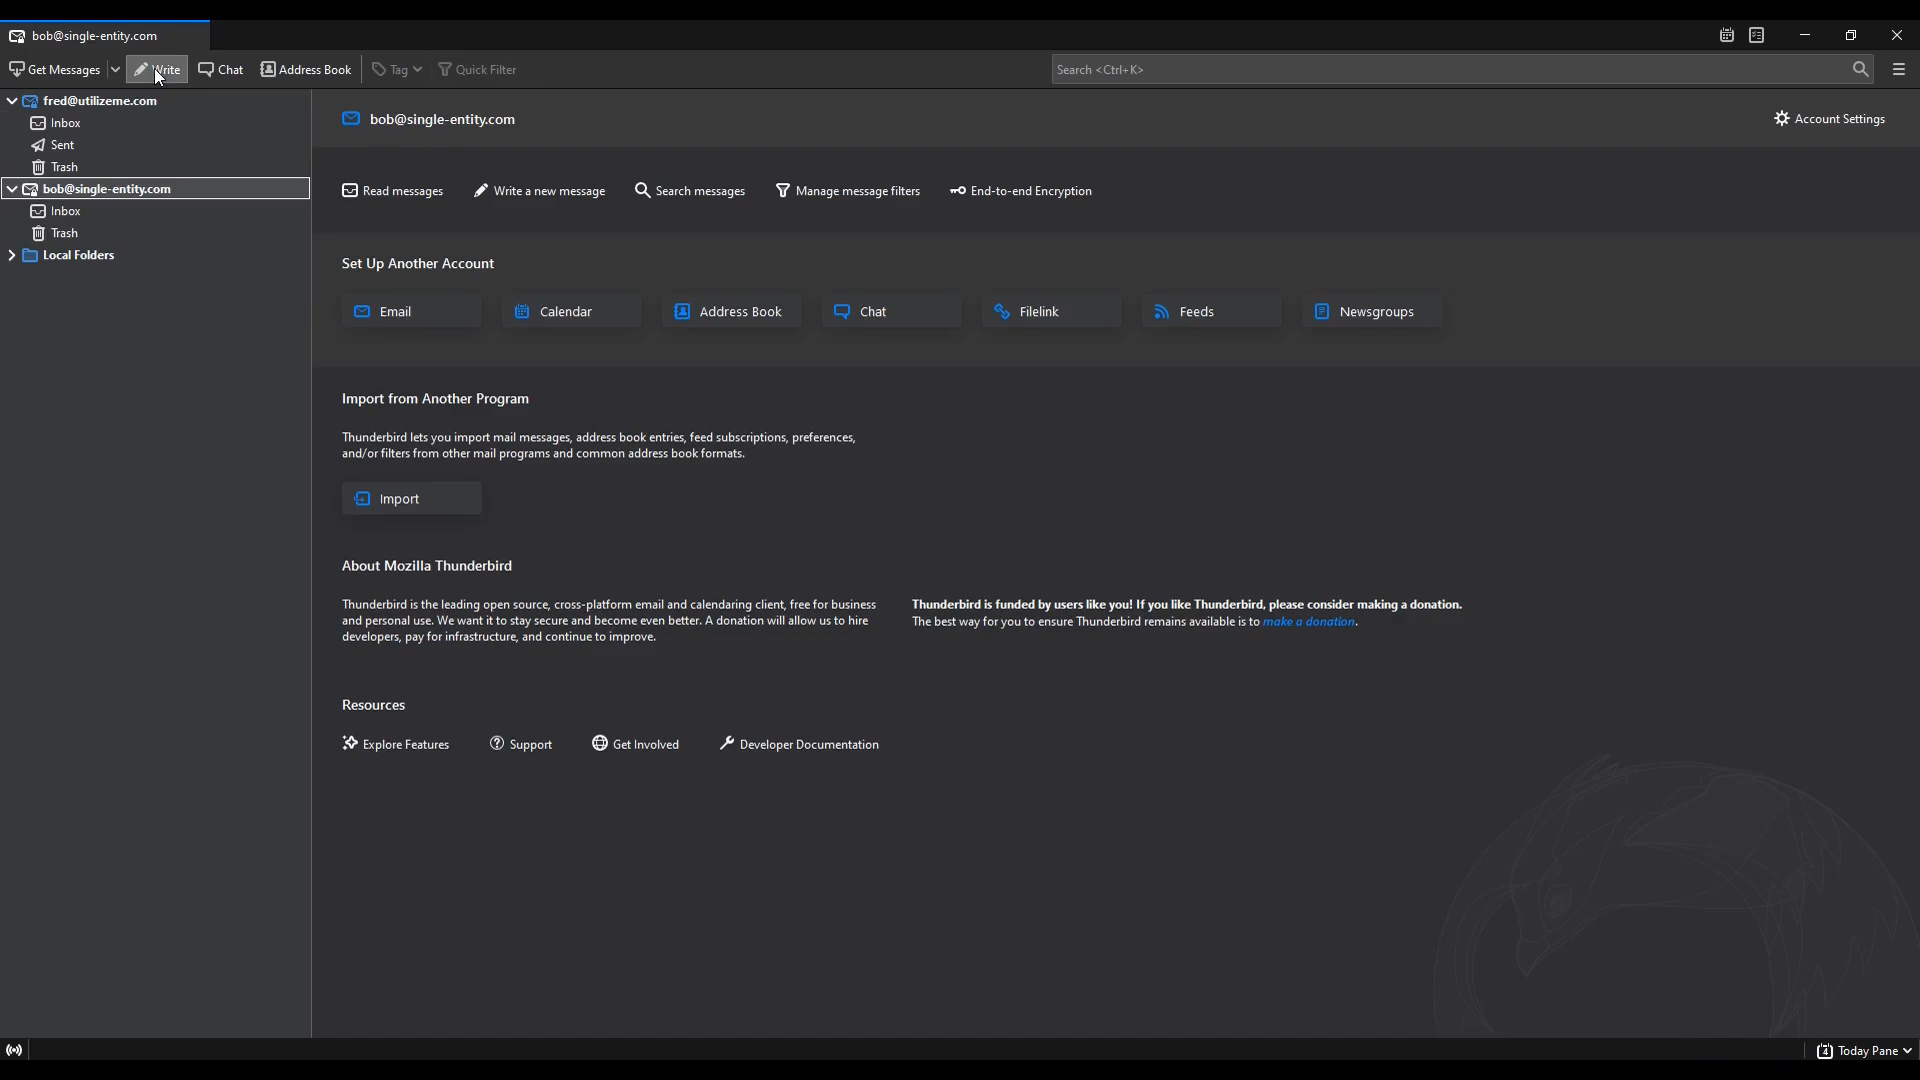 bob@single-entity.com
Get Messages Write Chat Address Book Tag Quick Filter Search <Ctrl+K>
fred@utilizeme.com
Inbox
Sent
Trash
bob@single-entity.com
Inbox
Trash
Local Folders
bob@single-entity.com Account Settings
Read messages Write a new message Search messages Manage message filters End-to-end Encryption
Set Up Another Account
Email Calendar Address Book Chat Filelink Feeds Newsgroups
Import from Another Program
Thunderbird lets you import mail messages, address book entries, feed subscriptions, preferences,
and/or filters from other mail programs and common address book formats.
Import
About Mozilla Thunderbird
Thunderbird is the leading open source, cross-platform email and calendaring client, free for business
and personal use. We want it to stay secure and become even better. A donation will allow us to hire
developers, pay for infrastructure, and continue to improve.
Thunderbird is funded by users like you! If you like Thunderbird, please consider making a donation.
The best way for you to ensure Thunderbird remains available is to make a donation.
Resources
Explore Features Support Get Involved Developer Documentation
4 Today Pane